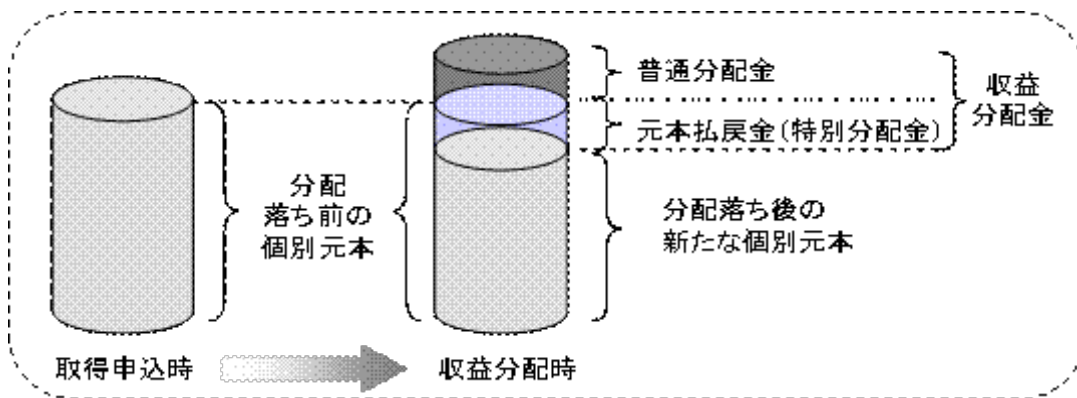 普通分配金
収益
分配金
元本払戻金(特別分配金)
分配
落ち前の
個別元本
分配落ち後の
新たな個別元本
取得申込時
収益分配時